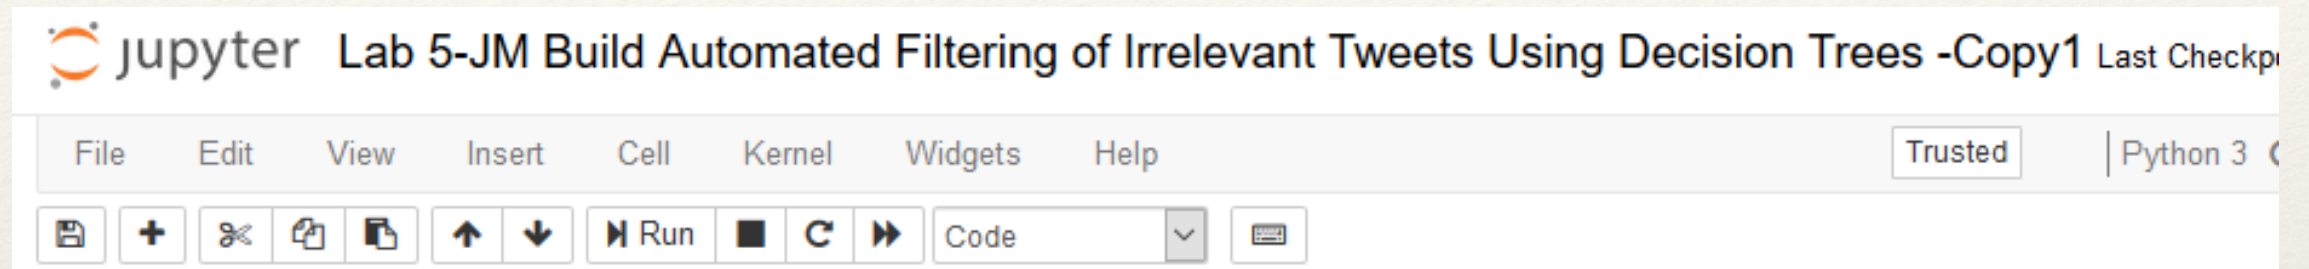 jupyter Lab 5-JM Build Automated Filtering of Irrelevant Tweets Using Decision Trees -Copy1 Last
File Edit View Insert Cell Kernel Widgets Help Trusted Python 3
Run Code